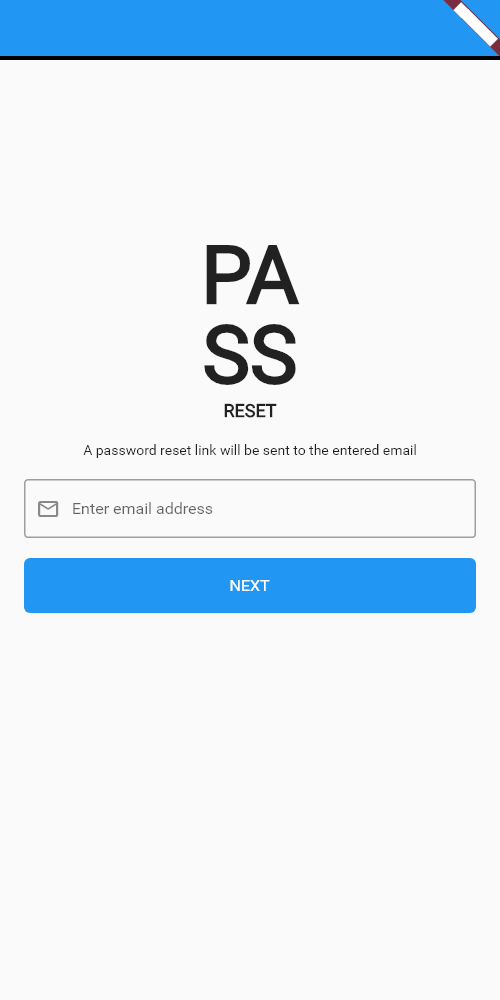 PA
SS
RESET
A password reset link will be sent to the entered email
Enter email address
NEXT